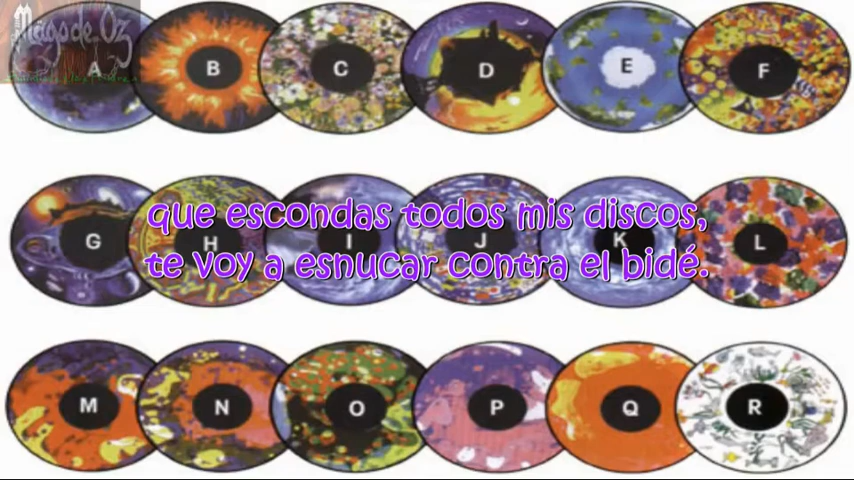 Mägo de Oz
A B C D E F
G H I J K L
que escondas todos mis discos,
te voy a esnucar contra el bidé.
M N O P Q R